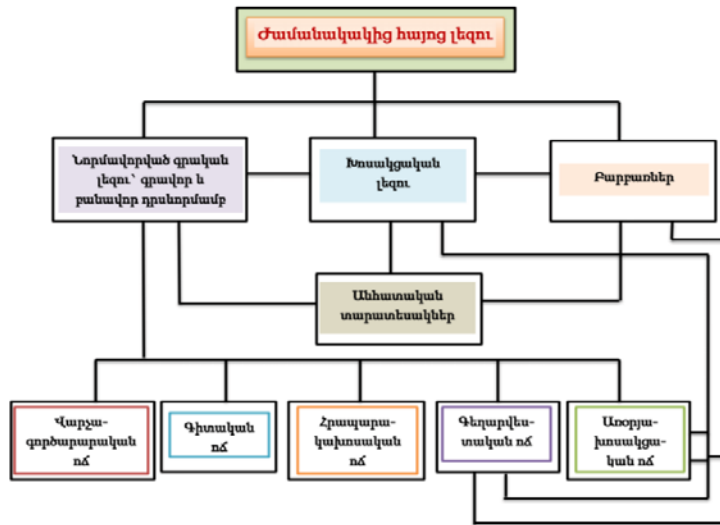 Ժամանակակից հայոց լեզու
Նորմավորված գրական
լեզու՝ գրավոր և
բանավոր դրսևորմամբ
Խոսակցական
լեզու
Բարբառներ
Անհատական
տարատեսակներ
Վարչա-
գործարարական
ոճ
Գիտական
ոճ
Հրապարա-
կախոսական
ոճ
Գեղարվես-
տական ոճ
Առօրյա-
խոսակցա-
կան ոճ